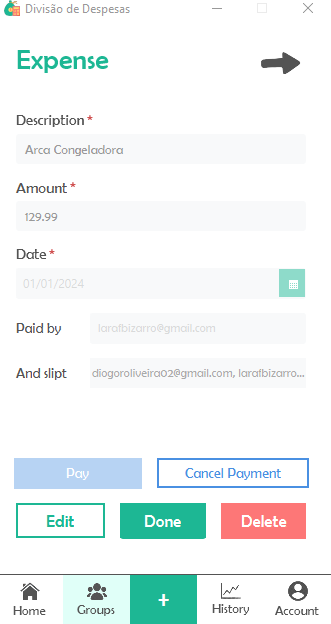 Divisão de Despesas
Expense
Description *
Arca Congeladora
Amount *
129.99
Date *
01/01/2024
Paid by
larafbizarro@gmail.com
And slipt
diogoroliveira02@gmail.com, larafbizarro...
Pay
Cancel Payment
Edit
Done
Delete
Home
Groups
+
History
Account